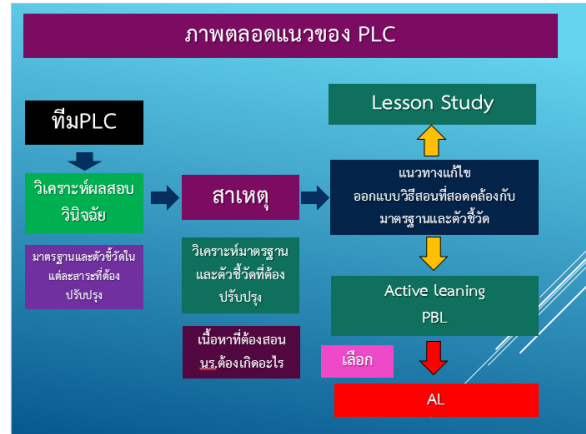 ภาพตลอดแนวของ PLC
ทีมPLC
วิเคราะห์ผลสอบ
วินิจฉัย
มาตรฐานและตัวชี้วัดใน
แต่ละสาระที่ต้อง
ปรับปรุง
สาเหตุ
วิเคราะห์มาตรฐาน
และตัวชี้วัดที่ต้อง
ปรับปรุง
เนื้อหาที่ต้องสอน
นร,ต้องเกิดอะไร
Lesson Study
แนวทางแก้ไข
ออกแบบวิธีสอนที่สอดคล้องกับ
มาตรฐานและตัวชี้วัด
Active leaning
PBL
เลือก
AL